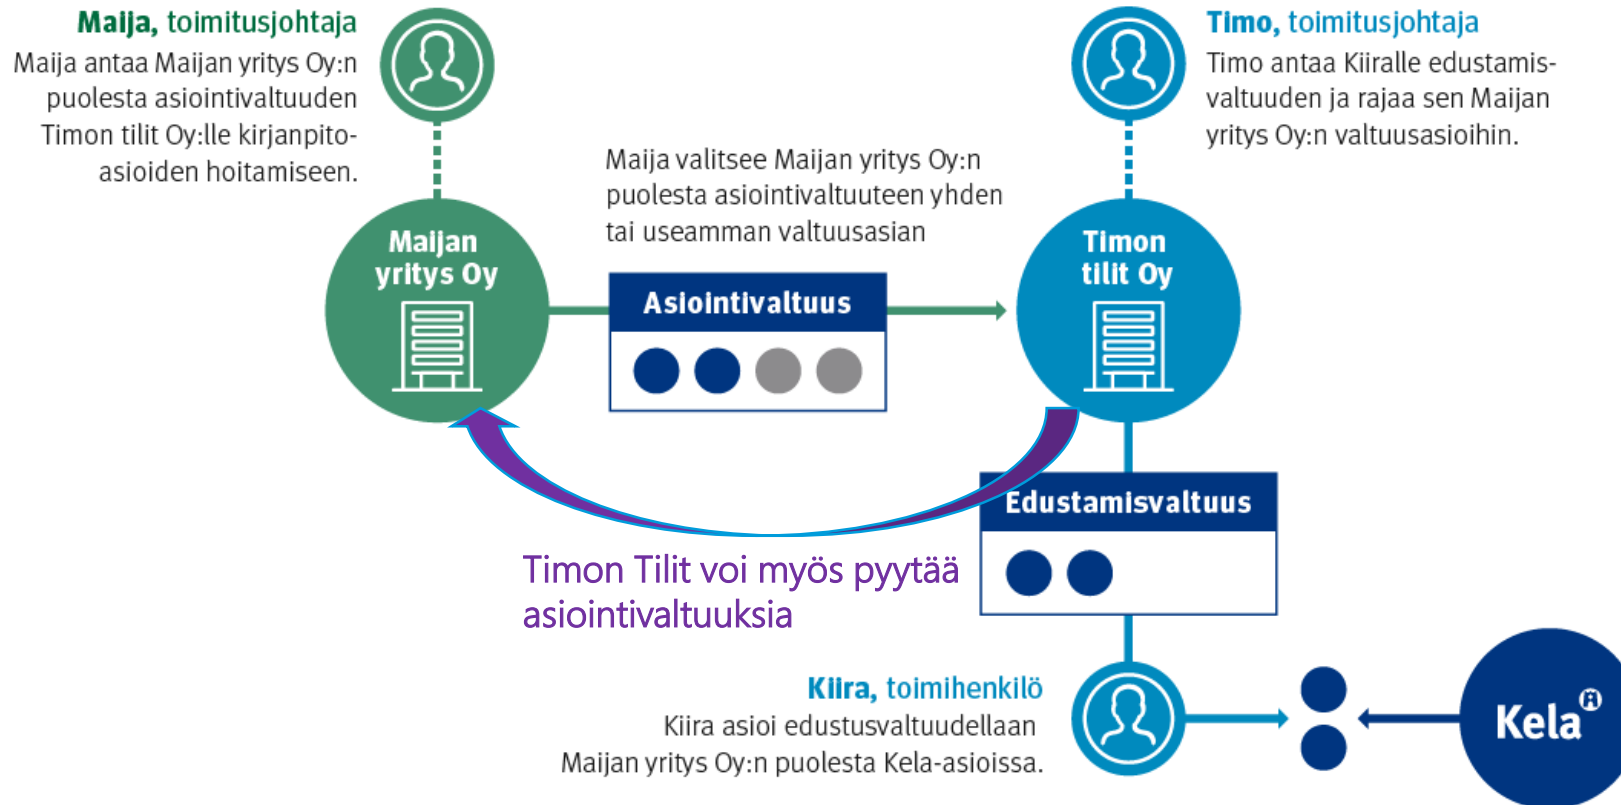 Maija, toimitusjohtaja
Maija antaa Maijan yritys Oy:n
puolesta asiointivaltuuden
Timon tilit Oy:lle kirjanpito-
asioiden hoitamiseen.
Timo, toimitusjohtaja
Timo antaa Kiiralle edustamis-
valtuuden ja rajaa sen Maijan
yritys Oy:n valtuusasioihin.
Maija valitsee Maijan yritys Oy:n
puolesta asiointivaltuuteen yhden
tai useamman valtuusasian
Maijan
yritys Oy
Asiointivaltuus
Timon
tilit Oy
Edustamisvaltuus
Timon Tilit voi myös pyytää
asiointivaltuuksia
Kiira, toimihenkilö
Kiira asioi edustusvaltuudellaan
Maijan yritys Oy:n puolesta Kela-asioissa.
Kela